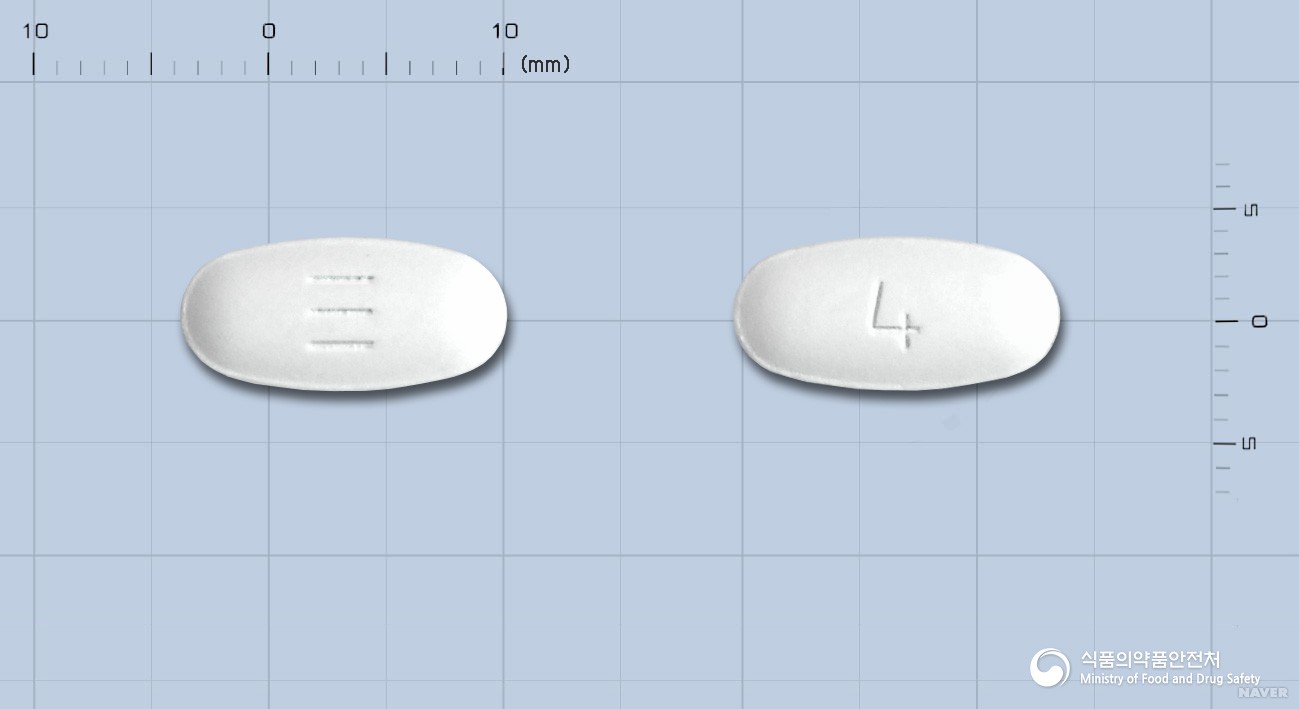 10 0 10
(mm)
5
0
5
4
식품의약품안전처
Ministry of Food and Drug Safety
NAVER